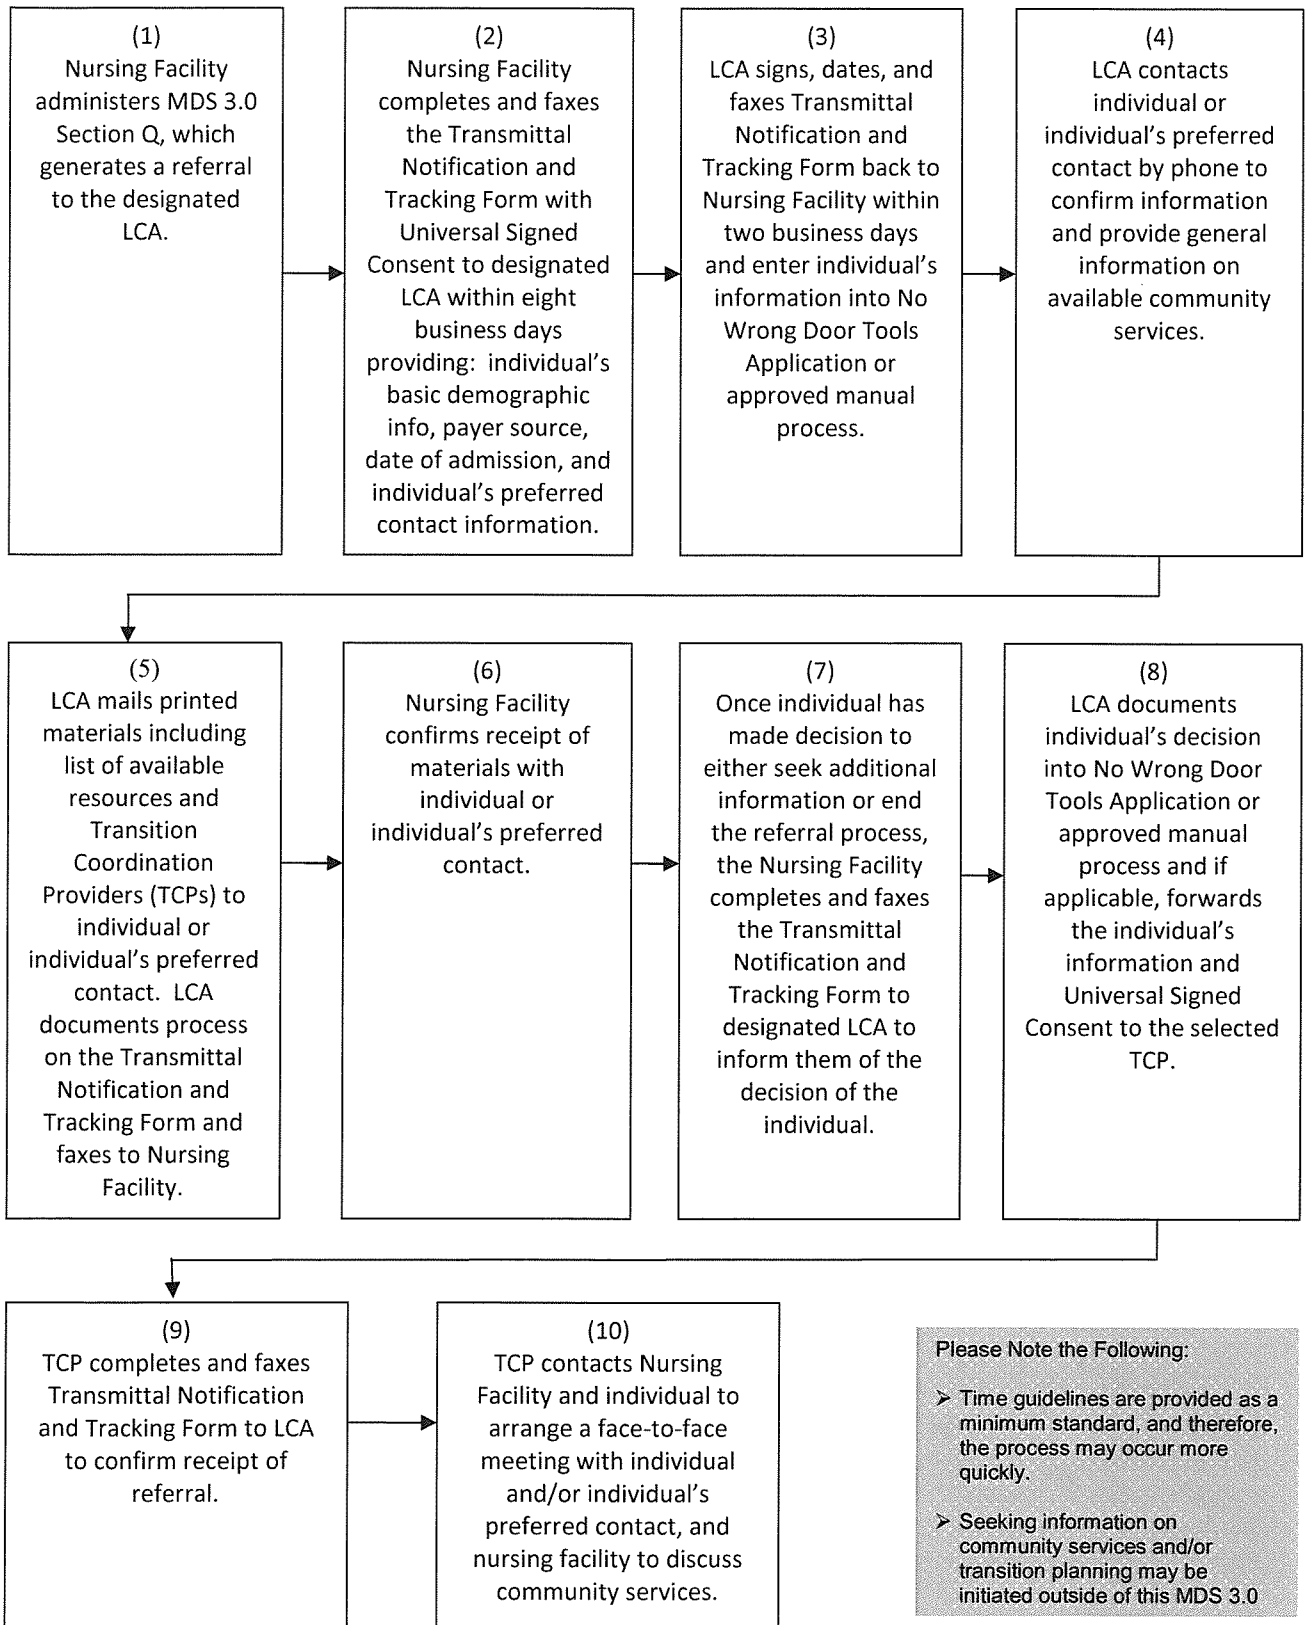 (1)
Nursing Facility
administers MDS 3.0
Section Q, which
generates a referral
to the designated
LCA.
(2)
Nursing Facility
completes and faxes
the Transmittal
Notification and
Tracking Form with
Universal Signed
Consent to designated
LCA within eight
business days
providing: individual's
basic demographic
info, payer source,
date of admission, and
individual's preferred
contact information.
(3)
LCA signs, dates, and
faxes Transmittal
Notification and
Tracking Form back to
Nursing Facility within
two business days
and enter individual's
information into No
Wrong Door Tools
Application or
approved manual
process.
(4)
LCA contacts
individual or
individual's preferred
contact by phone to
confirm information
and provide general
information on
available community
services.
(5)
LCA mails printed
materials including
list of available
resources and
Transition
Coordination
Providers (TCPs) to
individual or
individual's preferred
contact. LCA
documents process
on the Transmittal
Notification and
Tracking Form and
faxes to Nursing
Facility.
(6)
Nursing Facility
confirms receipt of
materials with
individual or
individual's preferred
contact.
(7)
Once individual has
made decision to
either seek additional
information or end
the referral process,
the Nursing Facility
completes and faxes
the Transmittal
Notification and
Tracking Form to
designated LCA to
inform them of the
decision of the
individual.
(8)
LCA documents
individual's decision
into No Wrong Door
Tools Application or
approved manual
process and if
applicable, forwards
the individual's
information and
Universal Signed
Consent to the selected
TCP.
(9)
TCP completes and faxes
Transmittal Notification
and Tracking Form to LCA
to confirm receipt of
referral.
(10)
TCP contacts Nursing
Facility and individual to
arrange a face-to-face
meeting with individual
and/or individual's
preferred contact, and
nursing facility to discuss
community services.
Please Note the Following:
➢ Time guidelines are provided as a
minimum standard, and therefore,
the process may occur more
quickly.
➢ Seeking information on
community services and/or
transition planning may be
initiated outside of this MDS 3.0